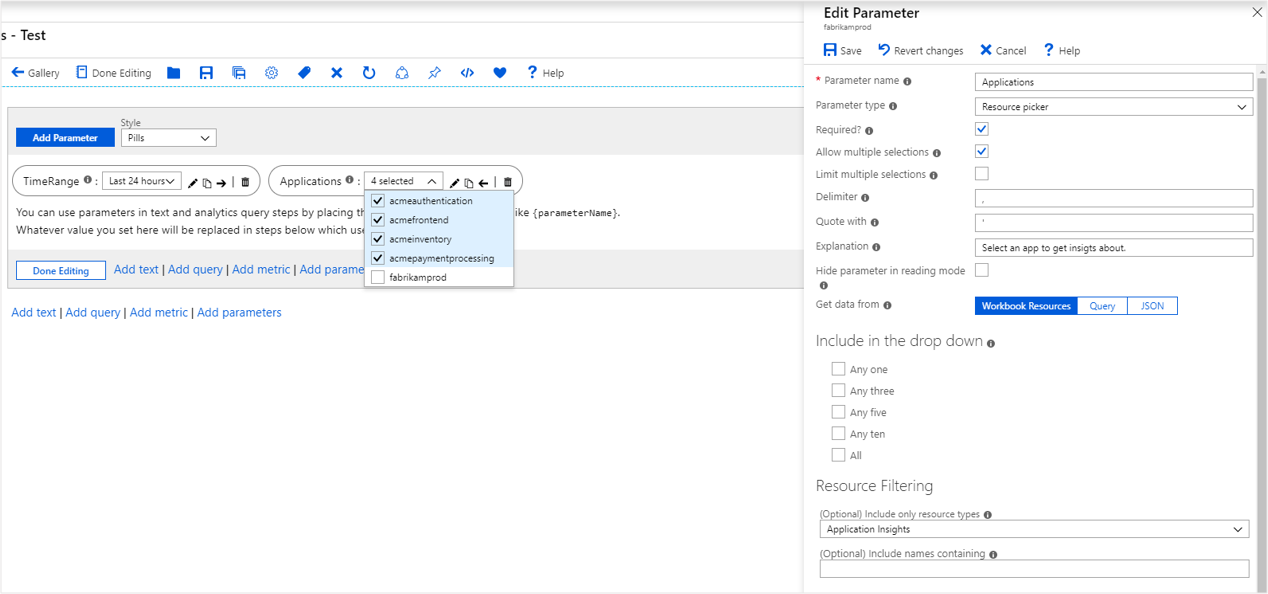 s - Test
Gallery Done Editing Help
Add Parameter
Style
Pills
TimeRange : Last 24 hours
Applications : 4 selected
acmeauthentication
acmefrontend
acmeinventory
acmepaymentprocessing
fabrikamprod
You can use parameters in text and analytics query steps by placing th ike {parameterName}.
Whatever value you set here will be replaced in steps below which use
Done Editing Add text | Add query | Add metric | Add parame
Add text | Add query | Add metric | Add parameters
Edit Parameter
fabrikamprod
Save Revert changes Cancel ? Help
* Parameter name Applications
Parameter type Resource picker
Required?
Allow multiple selections
Limit multiple selections
Delimiter ,
Quote with '
Explanation Select an app to get insigts about.
Hide parameter in reading mode
Get data from Workbook Resources Query JSON
Include in the drop down
Any one
Any three
Any five
Any ten
All
Resource Filtering
(Optional) Include only resource types
Application Insights
(Optional) Include names containing